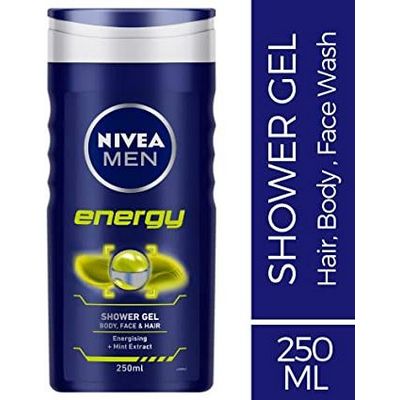 NIVEA
MEN
energy
SHOWER GEL
BODY, FACE & HAIR
Energising
+ Mint Extract
250ml
SHOWER GEL
Hair, Body , Face Wash
250
ML